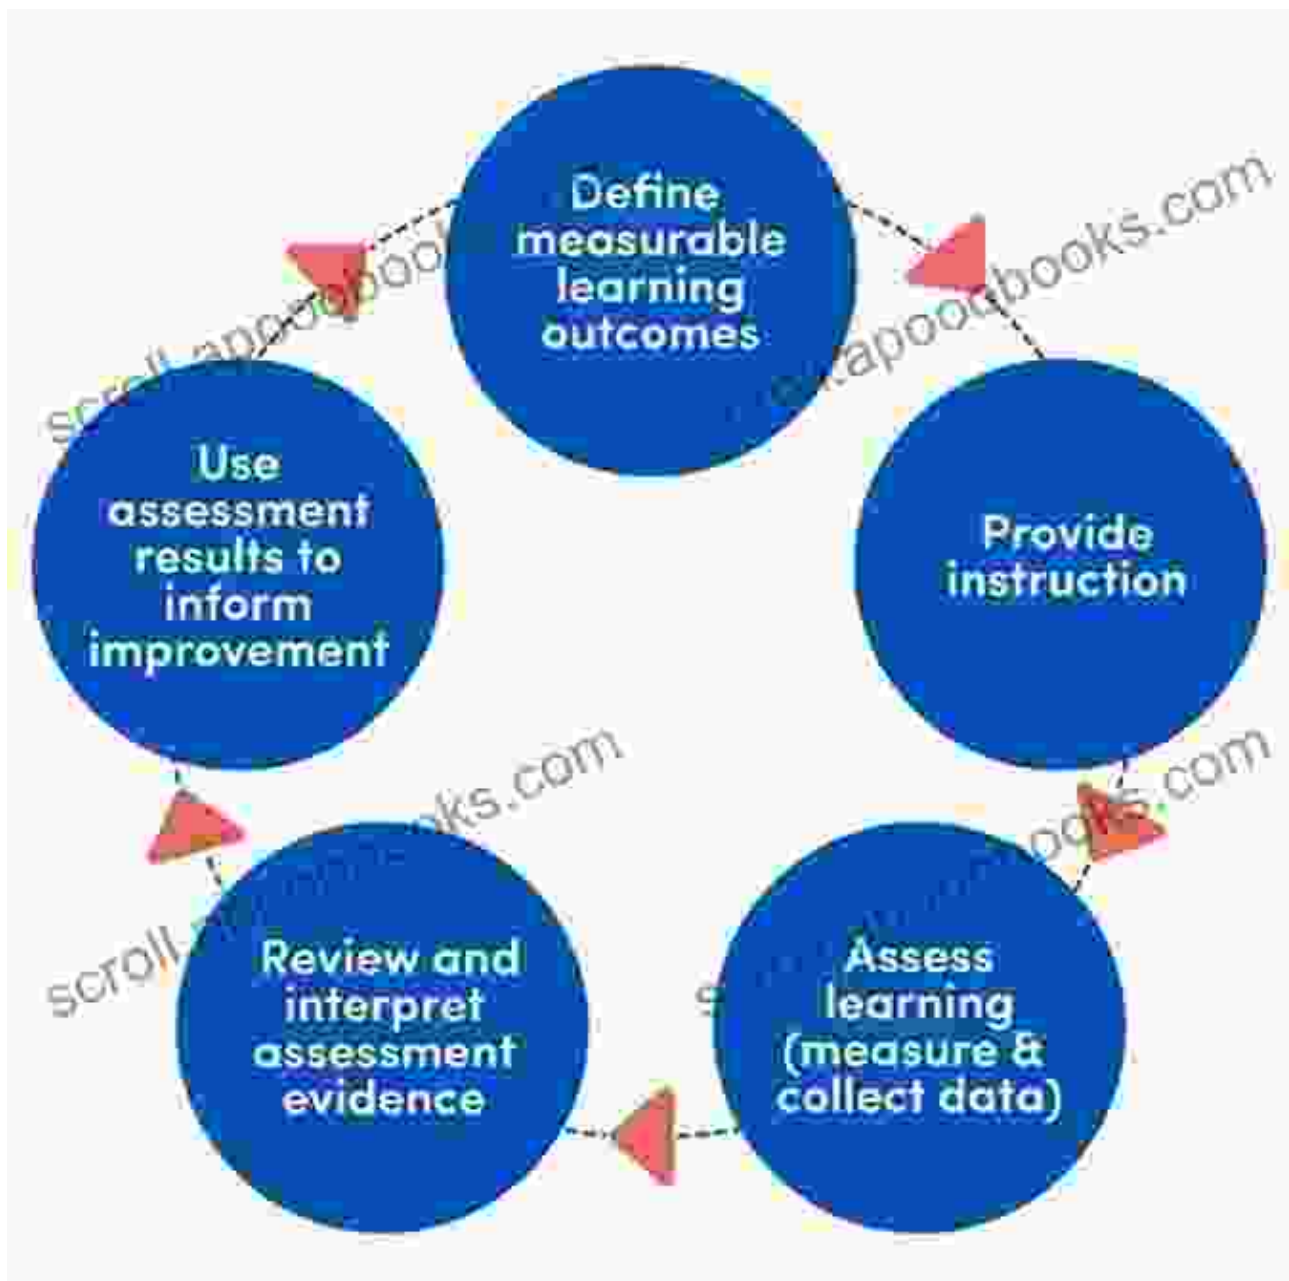 Define
measurable
learning
outcomes
Provide
instruction
Assess
learning
(measure &
collect data)
Review and
interpret
assessment
evidence
Use
assessment
results to
inform
improvement